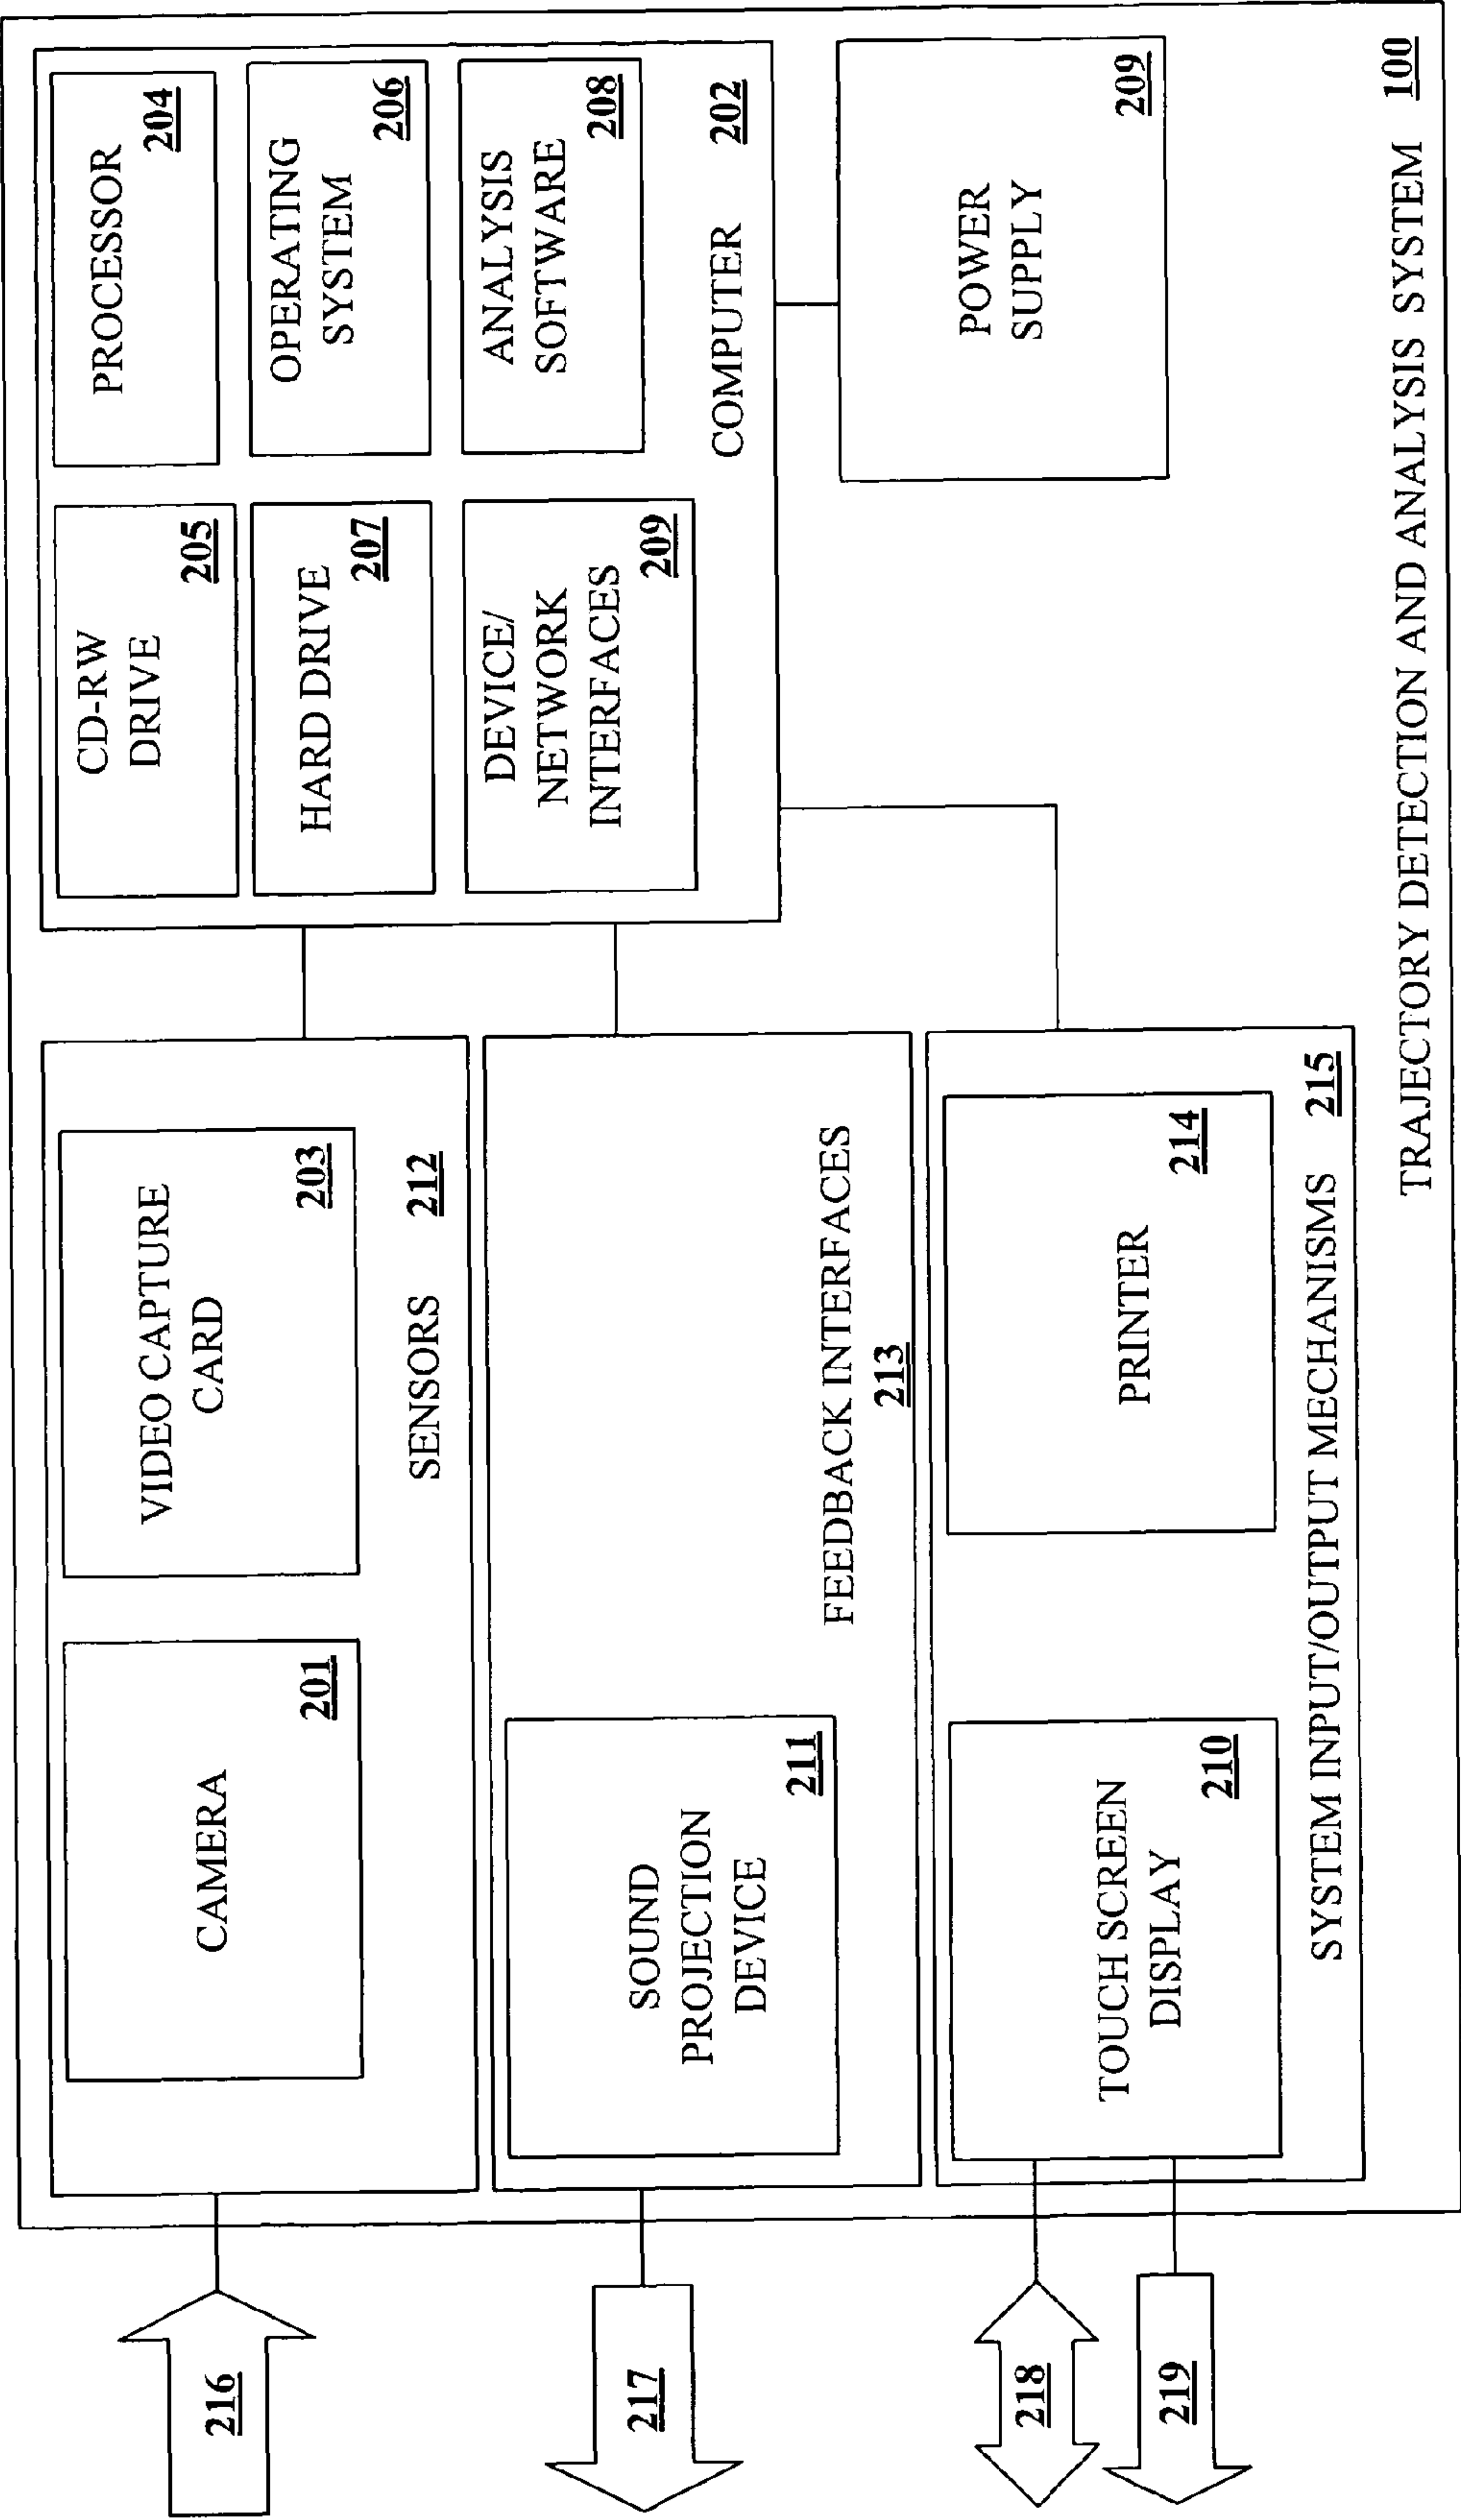 216
217
218
219
CAMERA
201
VIDEO CAPTURE
CARD
203
SENSORS 212
SOUND
PROJECTION
DEVICE
211
FEEDBACK INTERFACES
213
TOUCH SCREEN
DISPLAY
210
PRINTER
214
SYSTEM INPUT/OUTPUT MECHANISMS 215
CD-RW
DRIVE
205
PROCESSOR
204
HARD DRIVE
207
OPERATING
SYSTEM
206
DEVICE/
NETWORK
INTERFACES
209
ANALYSIS
SOFTWARE
208
COMPUTER 202
POWER
SUPPLY
209
TRAJECTORY DETECTION AND ANALYSIS SYSTEM 100